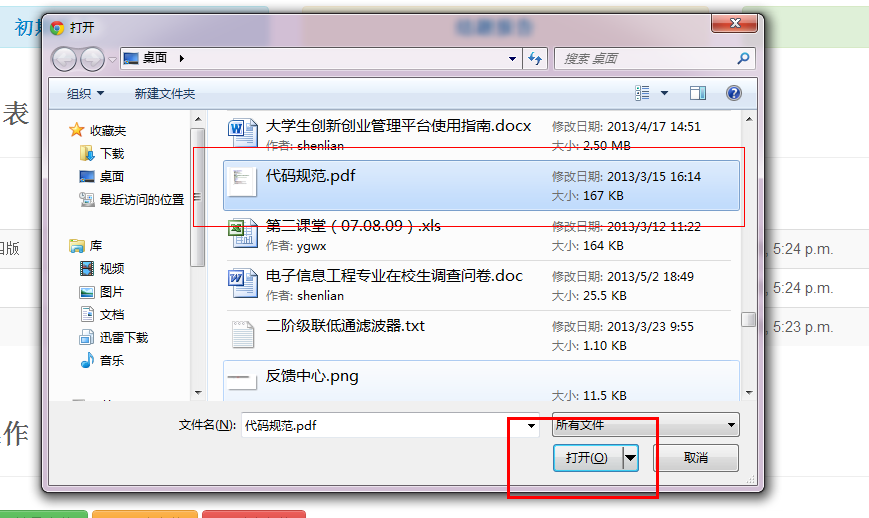 打开
桌面
搜索 桌面
组织
新建文件夹
收藏夹
下载
桌面
最近访问的位置
库
视频
图片
文档
迅雷下载
音乐
大学生创新创业管理平台使用指南.docx
作者: shenlian
修改日期: 2013/4/17 14:51
大小: 2.50 MB
代码规范.pdf
修改日期: 2013/3/15 16:14
大小: 167 KB
第二课堂（07.08.09）.xls
作者: ygwx
修改日期: 2013/3/12 11:22
大小: 164 KB
电子信息工程专业在校生调查问卷.doc
作者: shenlian
修改日期: 2013/5/2 18:49
大小: 25.5 KB
二阶级联低通滤波器.txt
修改日期: 2013/3/23 9:55
大小: 1.10 KB
反馈中心.png
大小: 11.5 KB
文件名(N):
代码规范.pdf
所有文件
打开(O)
取消
初期
表
版
, 5:24 p.m.
, 5:24 p.m.
, 5:23 p.m.
作